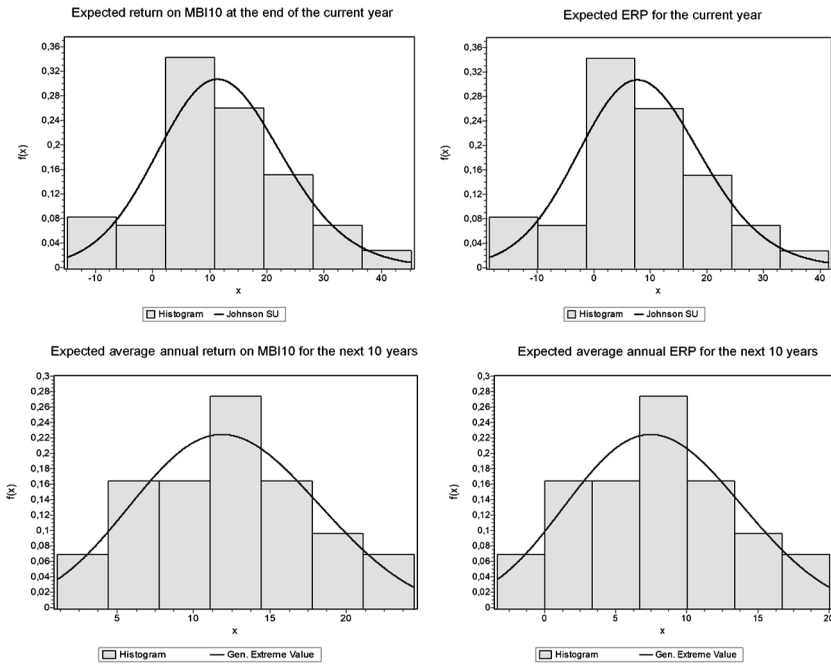 Expected return on MBI10 at the end of the current year
f(x)
0,36
0,32
0,28
0,24
0,2
0,16
0,12
0,08
0,04
0
-10 0 10 20 30 40
x
Histogram Johnson SU
Expected ERP for the current year
f(x)
0,36
0,32
0,28
0,24
0,2
0,16
0,12
0,08
0,04
0
-10 0 10 20 30 40
x
Histogram Johnson SU
Expected average annual return on MBI10 for the next 10 years
f(x)
0,3
0,28
0,26
0,24
0,22
0,2
0,18
0,16
0,14
0,12
0,1
0,08
0,06
0,04
0,02
0
5 10 15 20
x
Histogram Gen. Extreme Value
Expected average annual ERP for the next 10 years
f(x)
0,3
0,28
0,26
0,24
0,22
0,2
0,18
0,16
0,14
0,12
0,1
0,08
0,06
0,04
0,02
0
0 5 10 15 20
x
Histogram Gen. Extreme Value